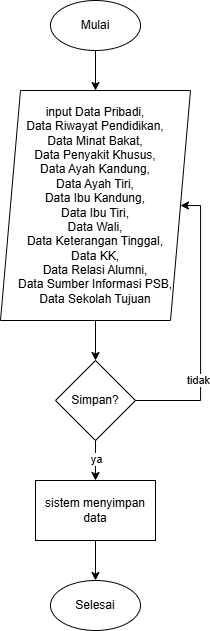 Mulai
input Data Pribadi,
Data Riwayat Pendidikan,
Data Minat Bakat,
Data Penyakit Khusus,
Data Ayah Kandung,
Data Ayah Tiri,
Data Ibu Kandung,
Data Ibu Tiri,
Data Wali,
Data Keterangan Tinggal,
Data KK,
Data Relasi Alumni,
Data Sumber Informasi PSB,
Data Sekolah Tujuan
tidak
Simpan?
ya
sistem menyimpan
data
Selesai